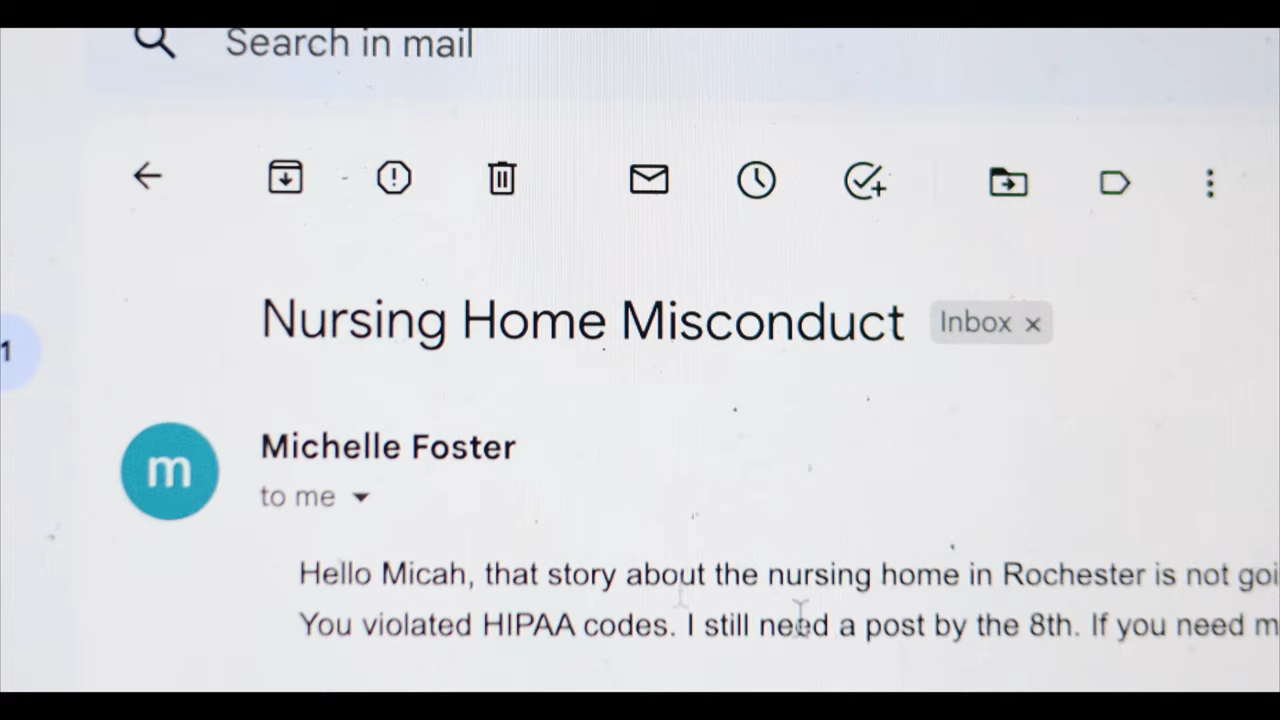 Search in mail
Nursing Home Misconduct Inbox x
1
Michelle Foster
m
to me
Hello Micah, that story about the nursing home in Rochester is not
You violated HIPAA codes. I still need a post by the 8th. If you need